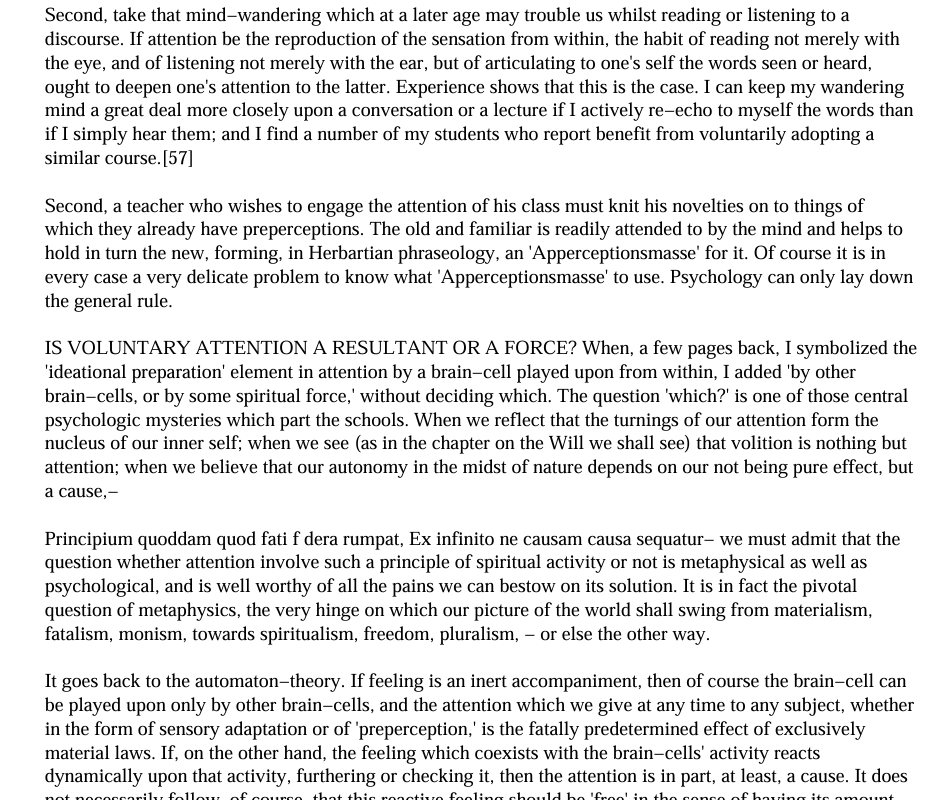 Second, take that mind−wandering which at a later age may trouble us whilst reading or listening to a
discourse. If attention be the reproduction of the sensation from within, the habit of reading not merely with
the eye, and of listening not merely with the ear, but of articulating to one's self the words seen or heard,
ought to deepen one's attention to the latter. Experience shows that this is the case. I can keep my wandering
mind a great deal more closely upon a conversation or a lecture if I actively re−echo to myself the words than
if I simply hear them; and I find a number of my students who report benefit from voluntarily adopting a
similar course.[57]
Second, a teacher who wishes to engage the attention of his class must knit his novelties on to things of
which they already have preperceptions. The old and familiar is readily attended to by the mind and helps to
hold in turn the new, forming, in Herbartian phraseology, an 'Apperceptionsmasse' for it. Of course it is in
every case a very delicate problem to know what 'Apperceptionsmasse' to use. Psychology can only lay down
the general rule.
IS VOLUNTARY ATTENTION A RESULTANT OR A FORCE? When, a few pages back, I symbolized the
'ideational preparation' element in attention by a brain−cell played upon from within, I added 'by other
brain−cells, or by some spiritual force,' without deciding which. The question 'which?' is one of those central
psychologic mysteries which part the schools. When we reflect that the turnings of our attention form the
nucleus of our inner self; when we see (as in the chapter on the Will we shall see) that volition is nothing but
attention; when we believe that our autonomy in the midst of nature depends on our not being pure effect, but
a cause,−
Principium quoddam quod fati f dera rumpat, Ex infinito ne causam causa sequatur− we must admit that the
question whether attention involve such a principle of spiritual activity or not is metaphysical as well as
psychological, and is well worthy of all the pains we can bestow on its solution. It is in fact the pivotal
question of metaphysics, the very hinge on which our picture of the world shall swing from materialism,
fatalism, monism, towards spiritualism, freedom, pluralism, − or else the other way.
It goes back to the automaton−theory. If feeling is an inert accompaniment, then of course the brain−cell can
be played upon only by other brain−cells, and the attention which we give at any time to any subject, whether
in the form of sensory adaptation or of 'preperception,' is the fatally predetermined effect of exclusively
material laws. If, on the other hand, the feeling which coexists with the brain−cells' activity reacts
dynamically upon that activity, furthering or checking it, then the attention is in part, at least, a cause. It does
not necessarily follow, of course, that this reactive feeling should be 'free' in the sense of having its amount